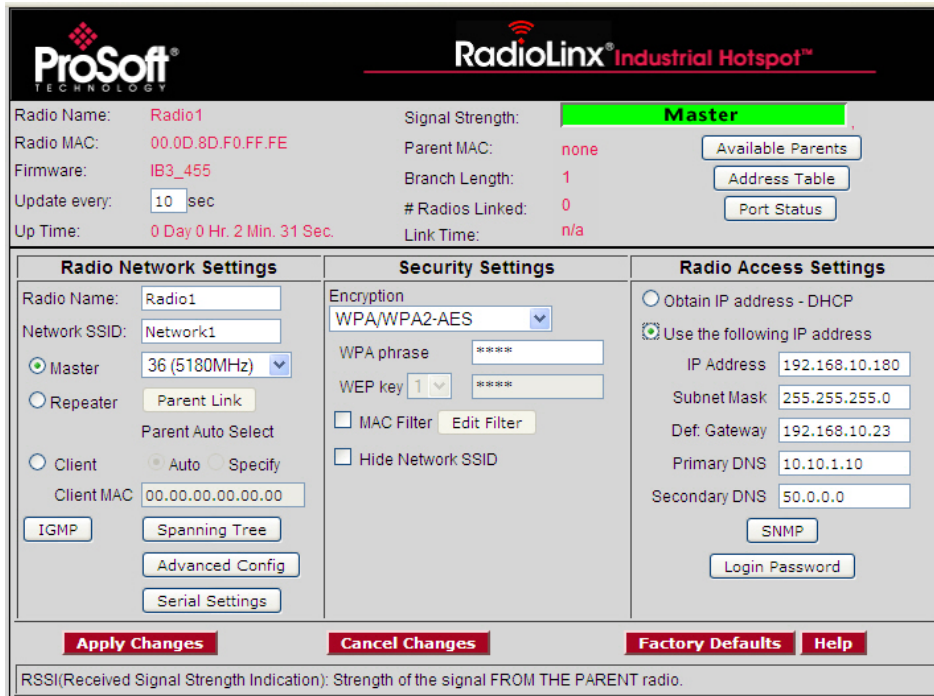 ProSoft®
TECHNOLOGY
RadioLinx® Industrial Hotspot™
Radio Name: Radio1
Radio MAC: 00.0D.8D.F0.FF.FE
Firmware: IB3_455
Update every: 10 sec
Up Time: 0 Day 0 Hr. 2 Min. 31 Sec.
Signal Strength: Master
Parent MAC: none
Branch Length: 1
# Radios Linked: 0
Link Time: n/a
Available Parents
Address Table
Port Status
Radio Network Settings
Radio Name: Radio1
Network SSID: Network1
Master 36 (5180MHz)
Repeater Parent Link
Parent Auto Select
Client Auto Specify
Client MAC 00.00.00.00.00.00
IGMP Spanning Tree
Advanced Config
Serial Settings
Security Settings
Encryption
WPA/WPA2-AES
WPA phrase ****
WEP key 1 ****
MAC Filter Edit Filter
Hide Network SSID
Radio Access Settings
Obtain IP address - DHCP
Use the following IP address
IP Address 192.168.10.180
Subnet Mask 255.255.255.0
Def: Gateway 192.168.10.23
Primary DNS 10.10.1.10
Secondary DNS 50.0.0.0
SNMP
Login Password
Apply Changes Cancel Changes Factory Defaults Help
RSSI(Received Signal Strength Indication): Strength of the signal FROM THE PARENT radio.